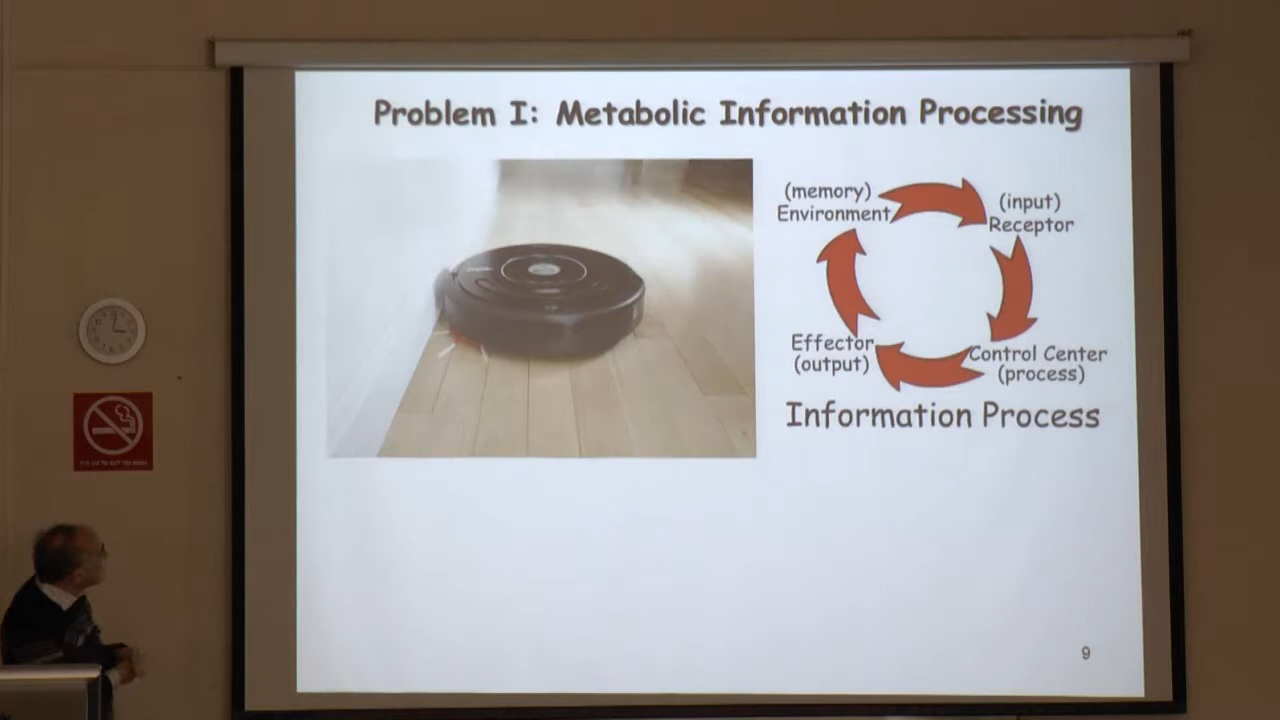 Problem I: Metabolic Information Processing
(memory)
Environment
(input)
Receptor
Effector
(output)
Control Center
(process)
Information Process
9